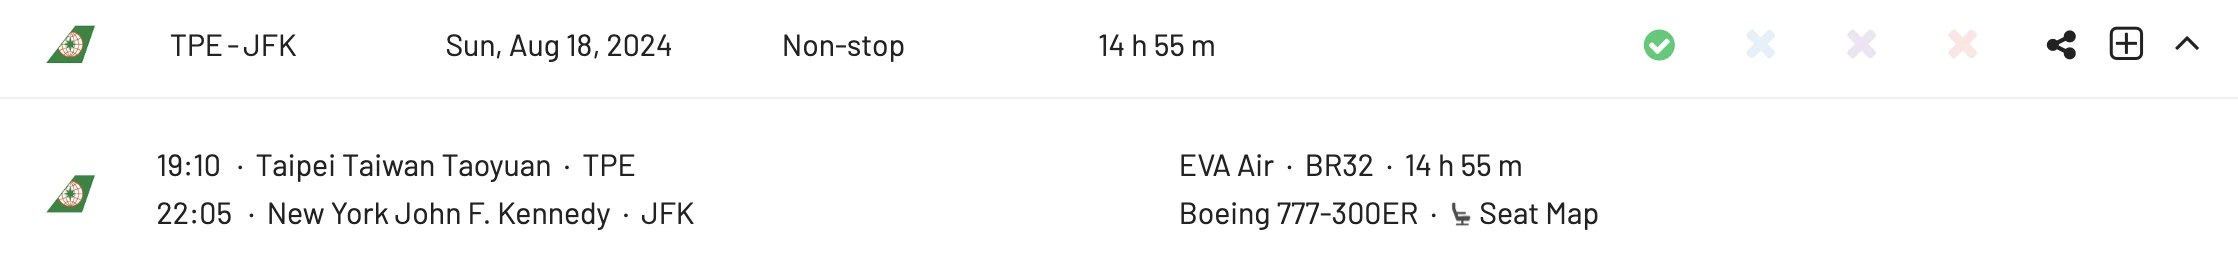 TPE - JFK Sun, Aug 18, 2024 Non-stop 14 h 55 m
19:10 · Taipei Taiwan Taoyuan · TPE
22:05 · New York John F. Kennedy · JFK
EVA Air · BR32 · 14 h 55 m
Boeing 777-300ER · Seat Map